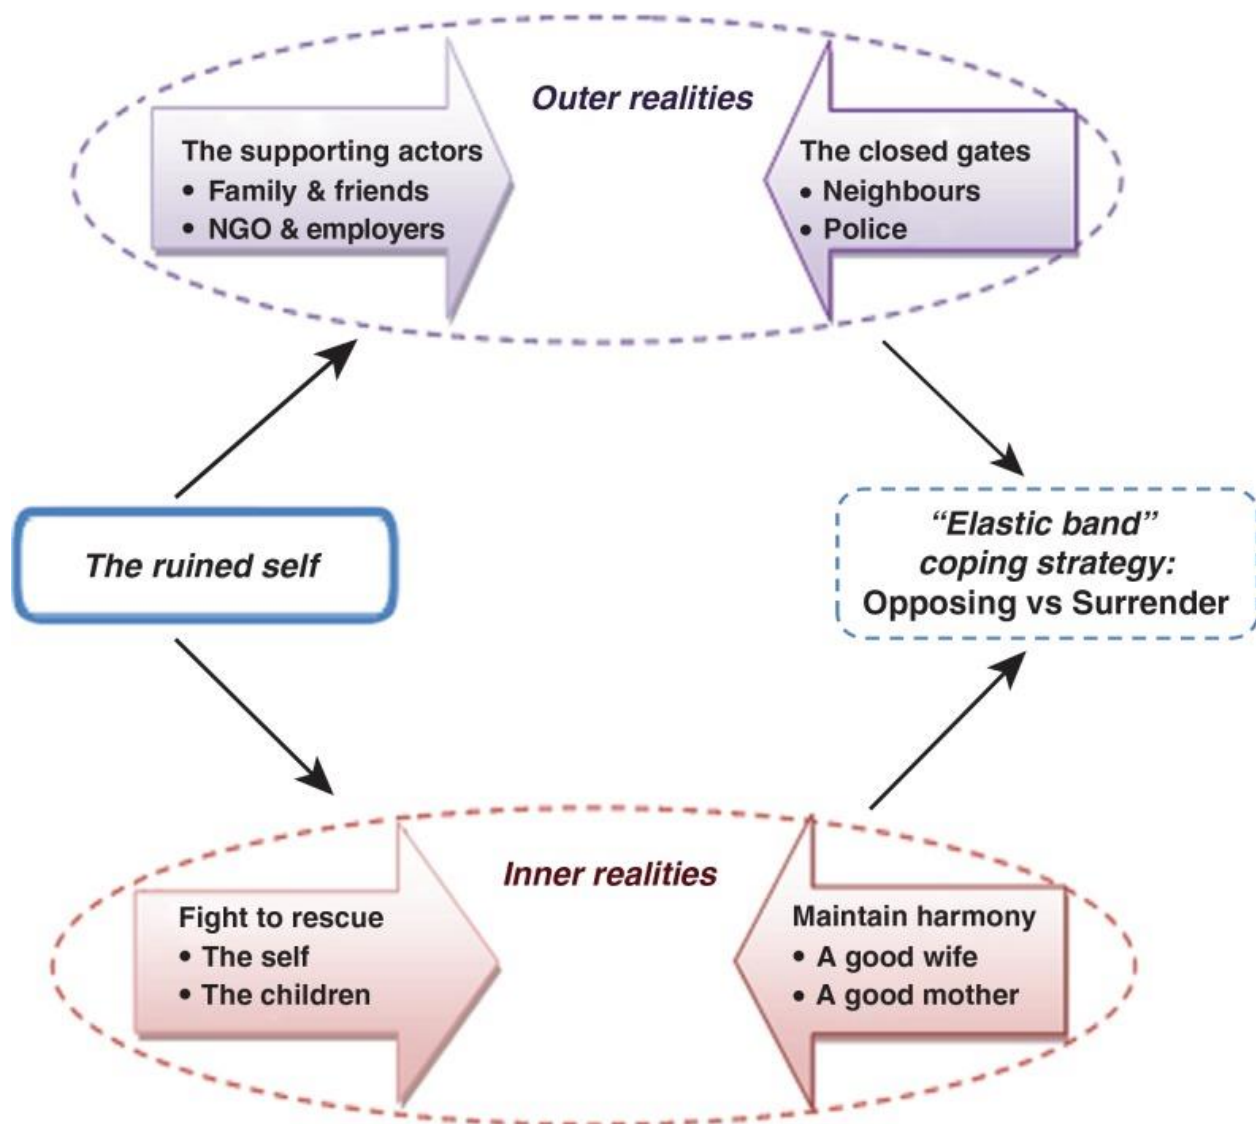 Outer realities
The supporting actors
• Family & friends
• NGO & employers
The closed gates
• Neighbours
• Police
The ruined self
“Elastic band”
coping strategy:
Opposing vs Surrender
Inner realities
Fight to rescue
• The self
• The children
Maintain harmony
• A good wife
• A good mother